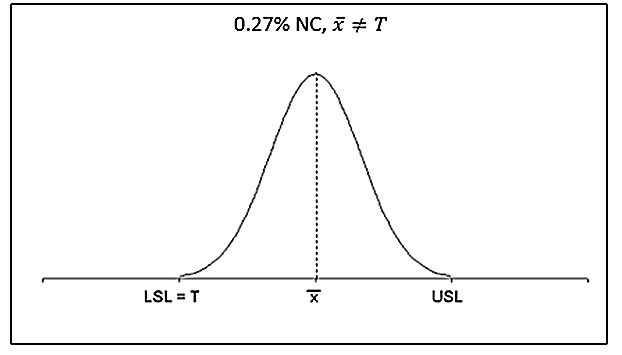 0.27% NC, x̄ ≠ T
LSL = T x̄ USL